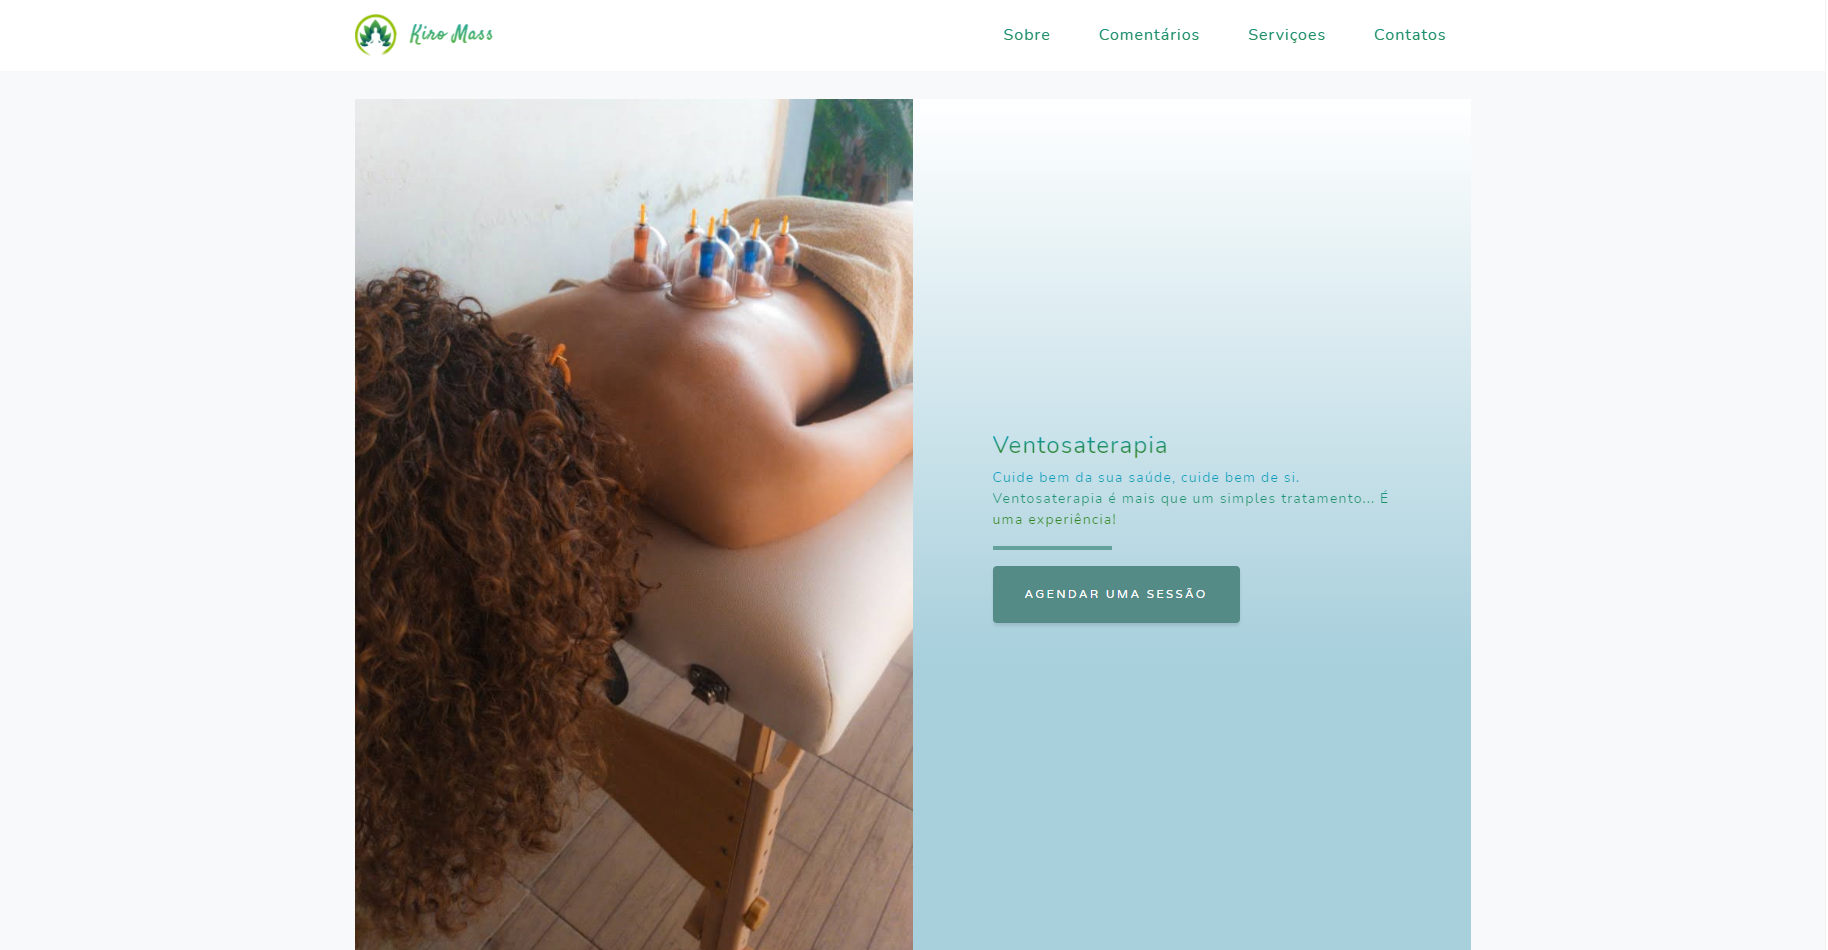 Kiro Mass
Sobre
Comentários
Serviçoes
Contatos
Ventosaterapia
Cuide bem da sua saúde, cuide bem de si.
Ventosaterapia é mais que um simples tratamento... É
uma experiência!
AGENDAR UMA SESSÃO